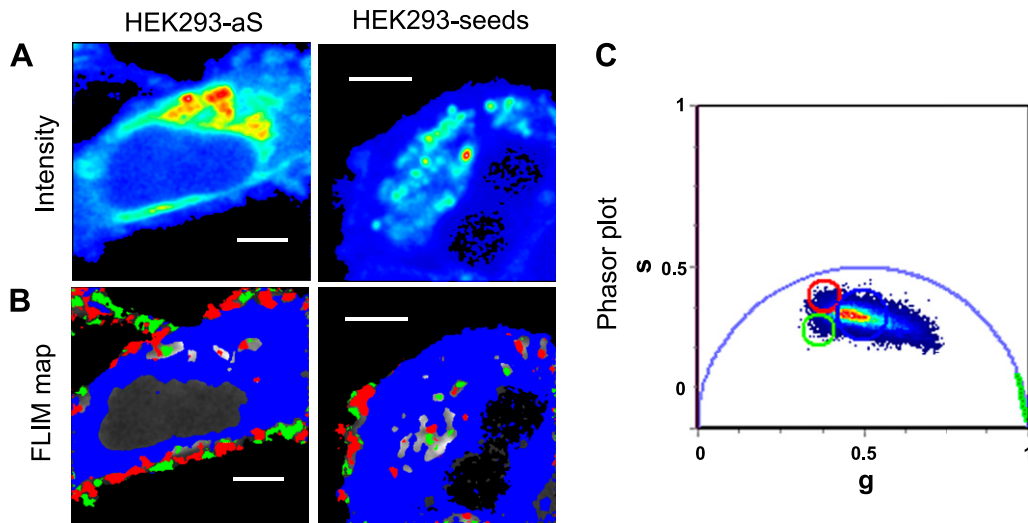 HEK293-aS
HEK293-seeds
A
C
Intensity
1
Phasor plot
s
0.5
0
0
0.5
1
g
B
FLIM map